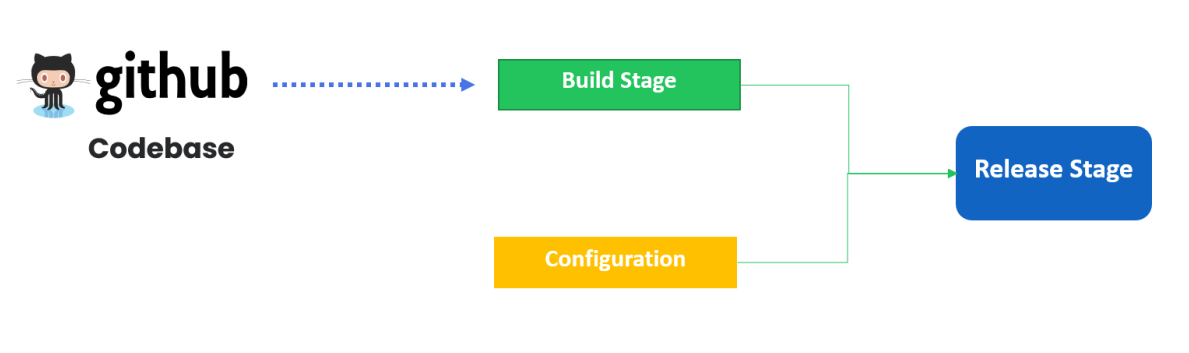 github
Codebase
Build Stage
Configuration
Release Stage